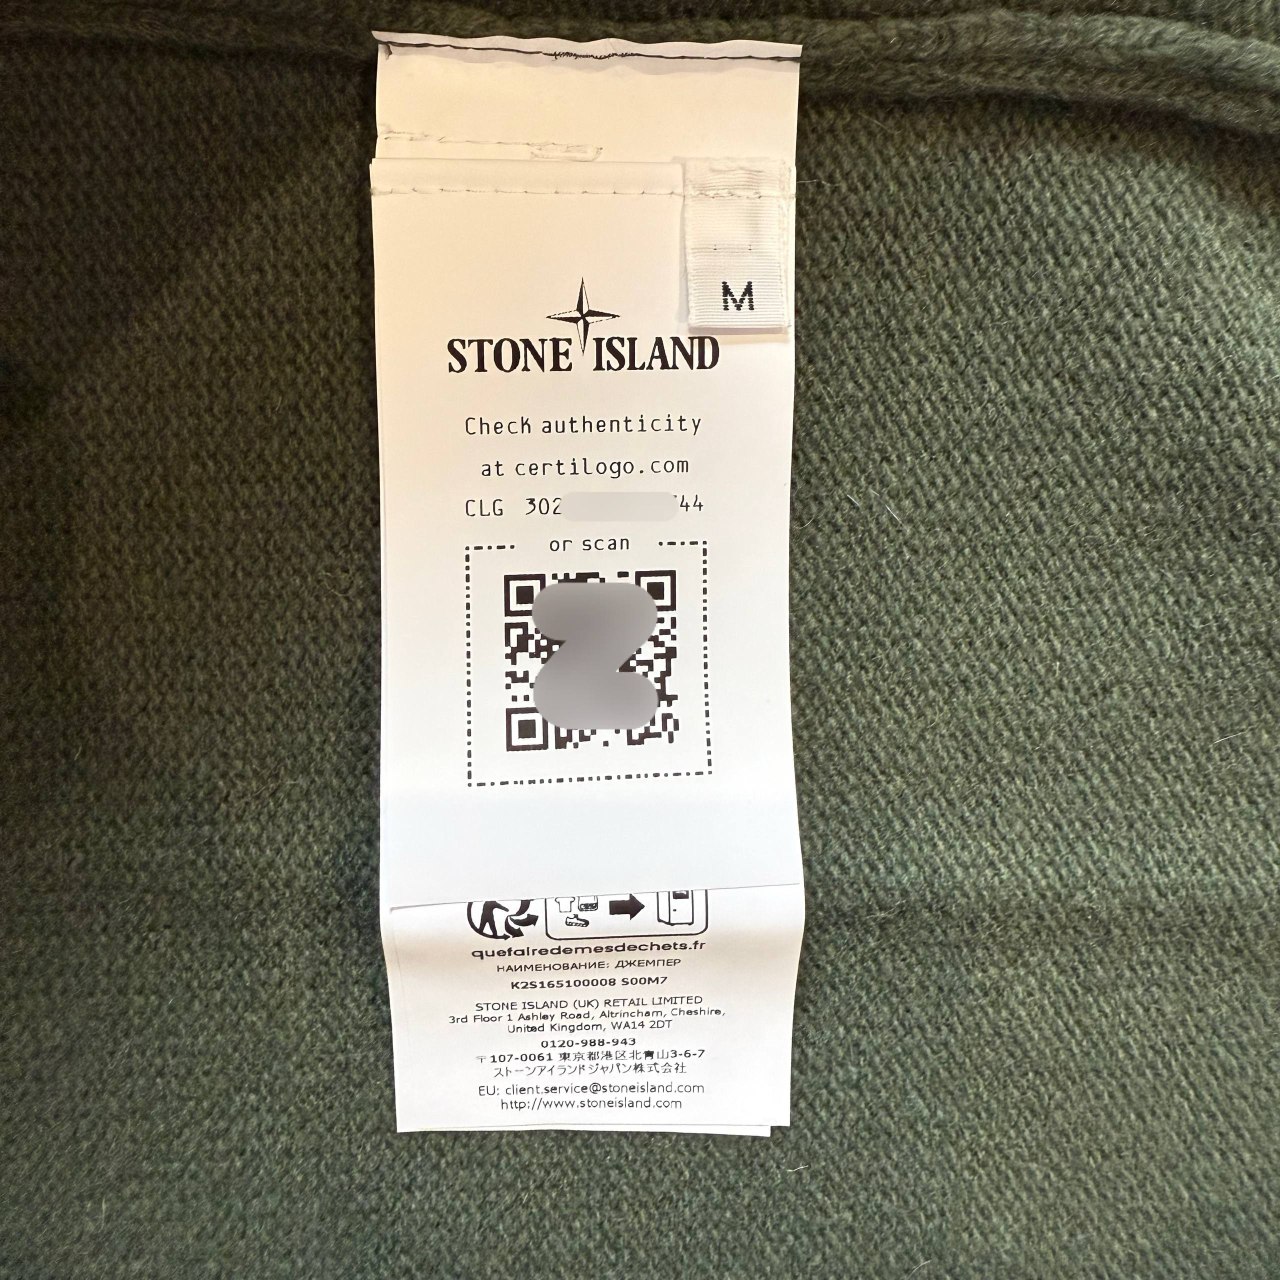 M
STONE ISLAND
Check authenticity
at certilogo.com
CLG 302 44
or scan
quefairedemesdechets.fr
НАИМЕНОВАНИЕ: ДЖЕМПЕР
K2S165100008 S00M7
STONE ISLAND (UK) RETAIL LIMITED
3rd Floor 1 Ashley Road, Altrincham, Cheshire,
United Kingdom, WA14 2DT
0120-988-943
〒107-0061 東京都港区北青山3-6-7
ストーンアイランドジャパン株式会社
EU: client.service@stoneisland.com
http://www.stoneisland.com